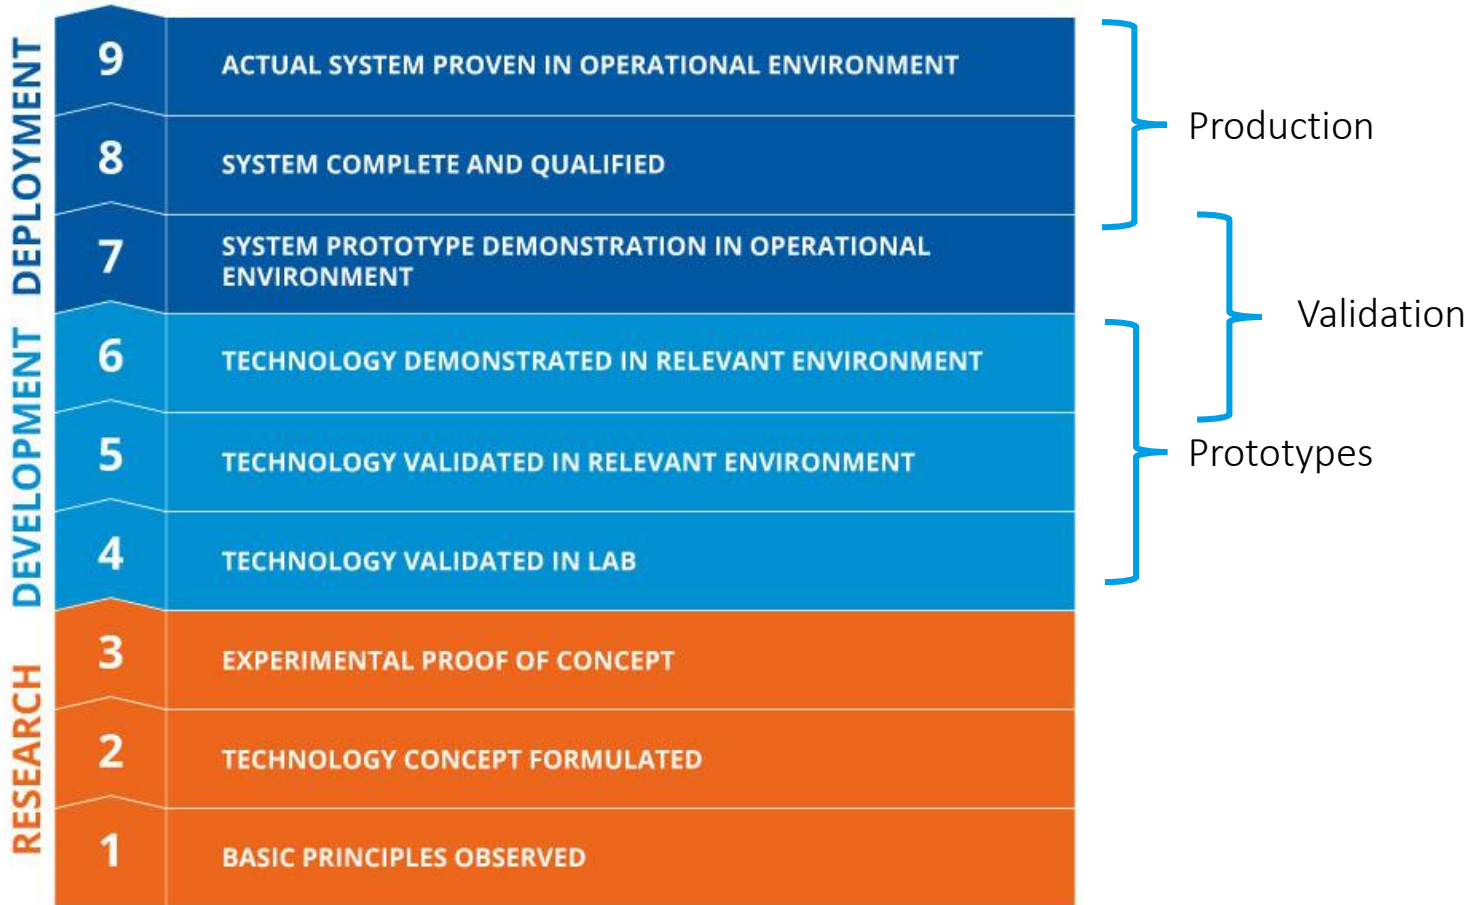 DEPLOYMENT
9
ACTUAL SYSTEM PROVEN IN OPERATIONAL ENVIRONMENT
8
SYSTEM COMPLETE AND QUALIFIED
7
SYSTEM PROTOTYPE DEMONSTRATION IN OPERATIONAL
ENVIRONMENT
DEVELOPMENT
6
TECHNOLOGY DEMONSTRATED IN RELEVANT ENVIRONMENT
5
TECHNOLOGY VALIDATED IN RELEVANT ENVIRONMENT
4
TECHNOLOGY VALIDATED IN LAB
RESEARCH
3
EXPERIMENTAL PROOF OF CONCEPT
2
TECHNOLOGY CONCEPT FORMULATED
1
BASIC PRINCIPLES OBSERVED
Production
Validation
Prototypes